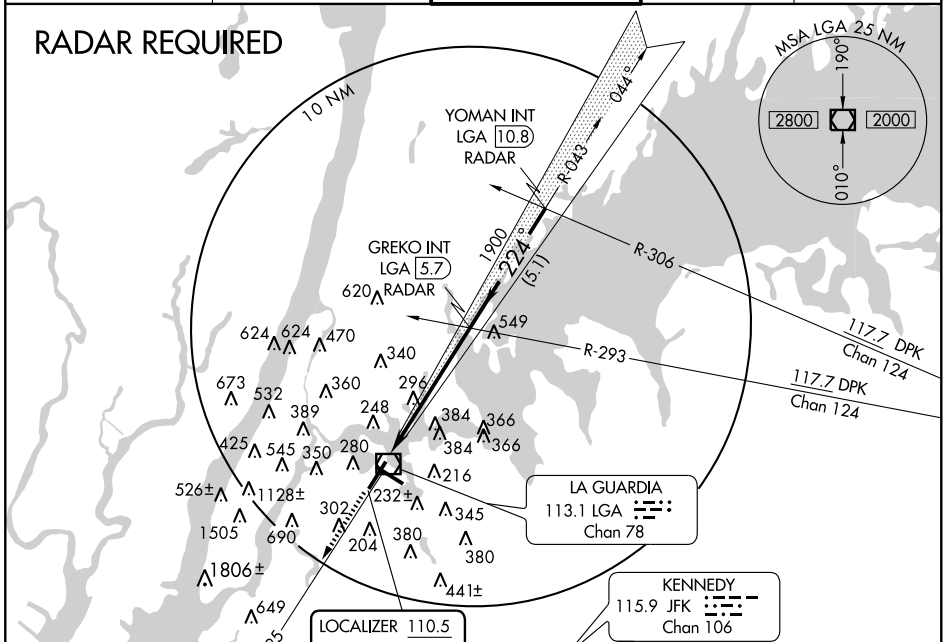 RADAR REQUIRED
MSA LGA 25 NM
190°
2800
2000
010°
10 NM
YOMAN INT
LGA 10.8
RADAR
044°
R-043
1900
224°
(5.1)
R-306
GREKO INT
LGA 5.7
RADAR
620
549
R-293
117.7 DPK
Chan 124
117.7 DPK
Chan 124
624
624
470
340
673
532
360
296
389
248
384
366
384
366
425
545
350
280
216
526±
1128±
232±
345
1505
690
302
204
380
380
1806±
441±
649
LA GUARDIA
113.1 LGA
Chan 78
KENNEDY
115.9 JFK
Chan 106
LOCALIZER 110.5